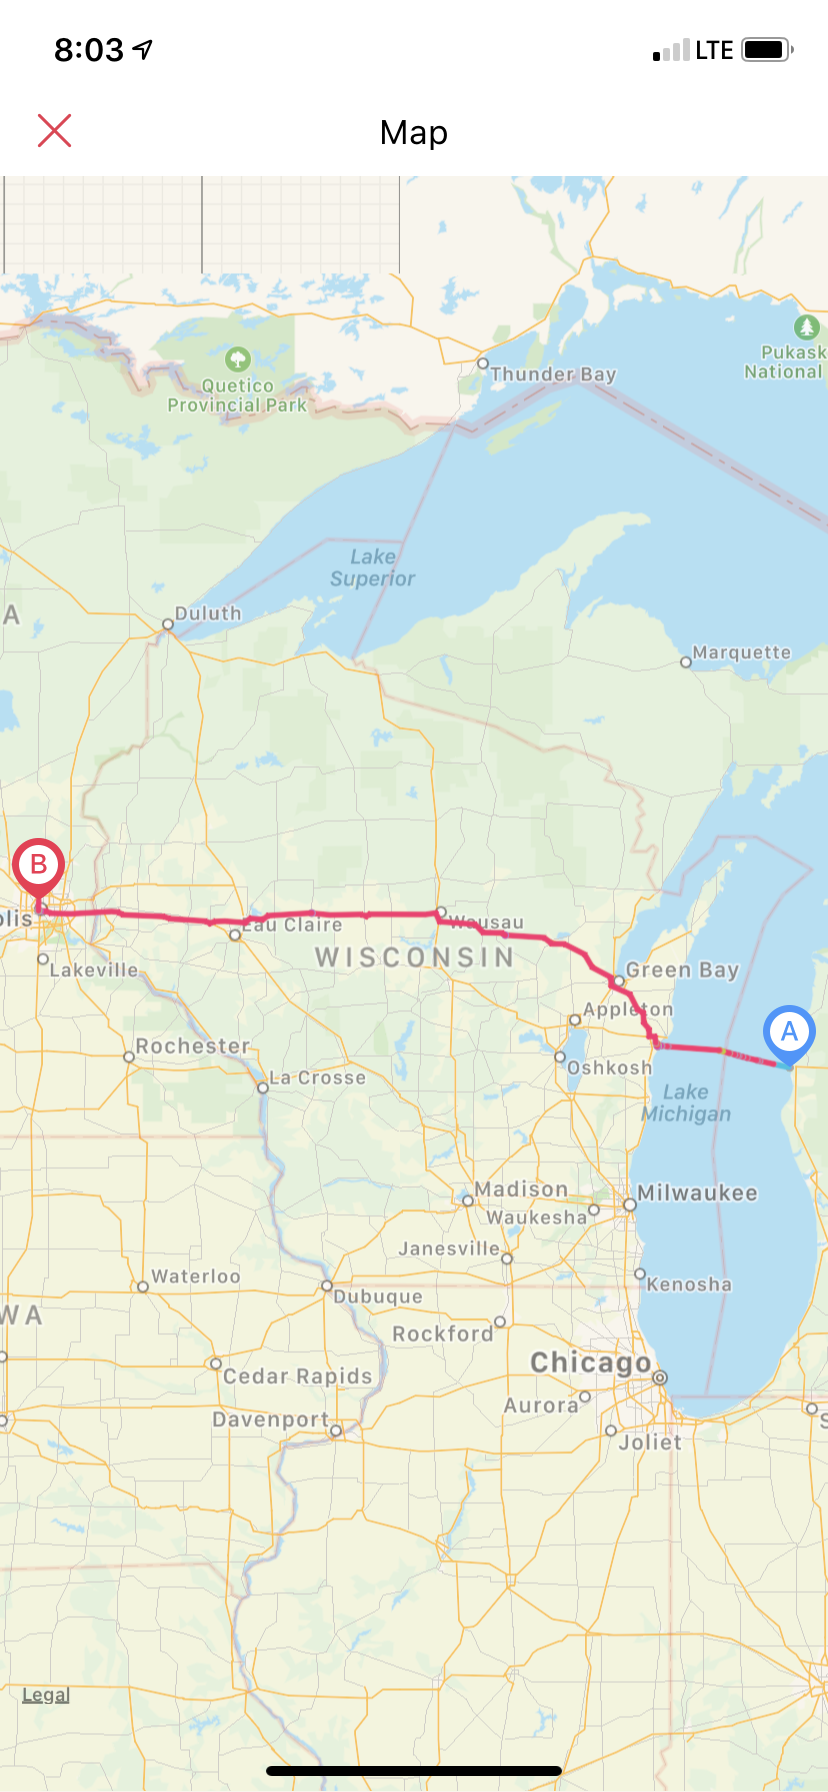 8:03
LTE
Map
Pukask
National
Thunder Bay
Quetico
Provincial Park
Lake
Superior
A
Duluth
Marquette
B
olis
Eau Claire
Wausau
WISCONSIN
Lakeville
Green Bay
Appleton
A
Rochester
Oshkosh
La Crosse
Lake
Michigan
Madison
Milwaukee
Waukesha
Janesville
Waterloo
Kenosha
Dubuque
WA
Rockford
Chicago
Cedar Rapids
Aurora
Davenport
S
Joliet
Legal